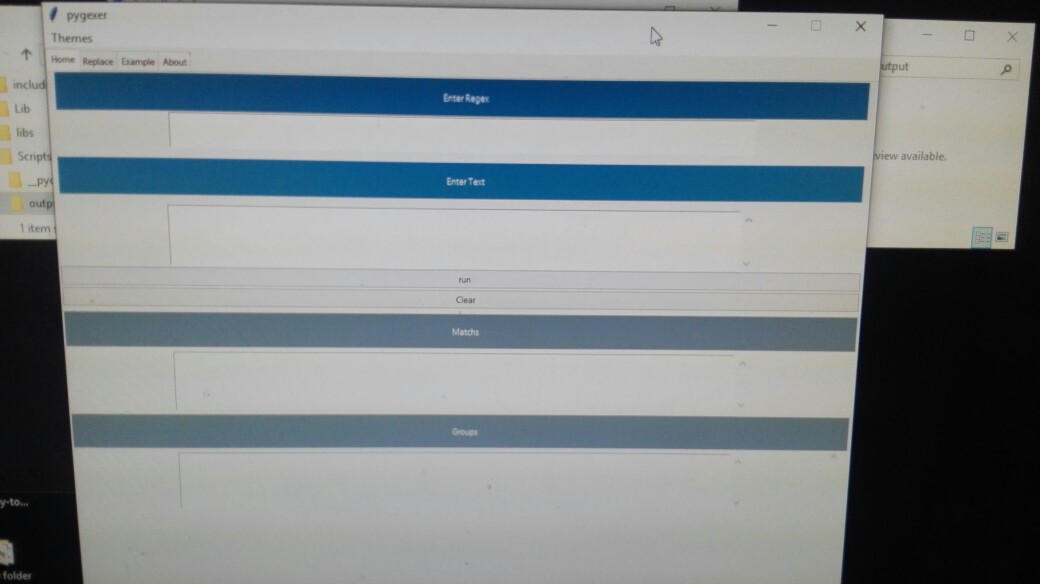 pygexer
Themes
Home Replace Example About
Enter Regex
Enter Text
run
Clear
Matchs
Groups
includ
Lib
libs
Scripts
__pyc
outp
1 item s
utput
view available.
y-to...
folder